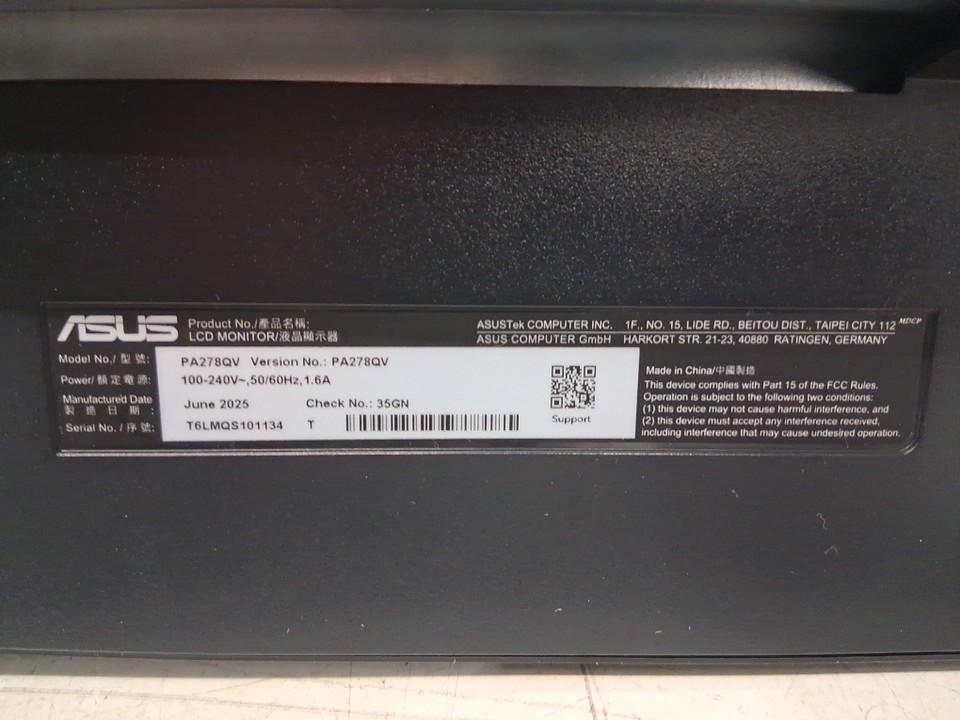 ASUS
Product No./產品名稱:
LCD MONITOR/液晶顯示器
ASUSTek COMPUTER INC. 1F., NO. 15, LIDE RD., BEITOU DIST., TAIPEI CITY 112
MDCP
ASUS COMPUTER GmbH HARKORT STR. 21-23, 40880 RATINGEN, GERMANY
Model No./型號: PA278QV Version No.: PA278QV
Power/額定電源: 100-240V~,50/60Hz,1.6A
Manufactured Date
製造日期: June 2025 Check No.: 35GN
Serial No./序號: T6LMQS101134 T
Support
Made in China/中國製造
This device complies with Part 15 of the FCC Rules.
Operation is subject to the following two conditions:
(1) this device may not cause harmful interference, and
(2) this device must accept any interference received,
including interference that may cause undesired operation.